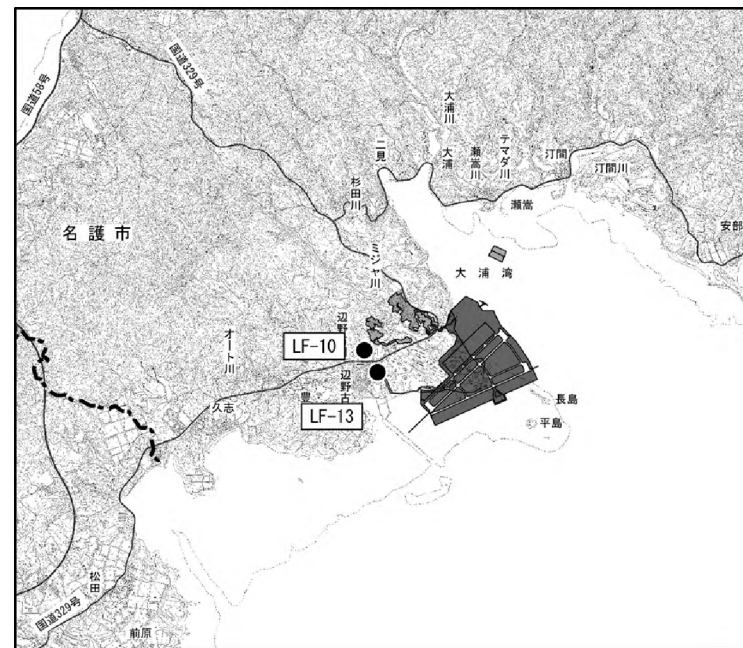 国道58号
国道329号
大浦川
二見
大浦
瀬嵩川
テマダ川
汀間
汀間川
杉田川
瀬嵩
安部
名護市
ミジャ川
大浦湾
オート川
LF-10
久志
辺野古
LF-13
長島
平島
松田
国道329号
前原